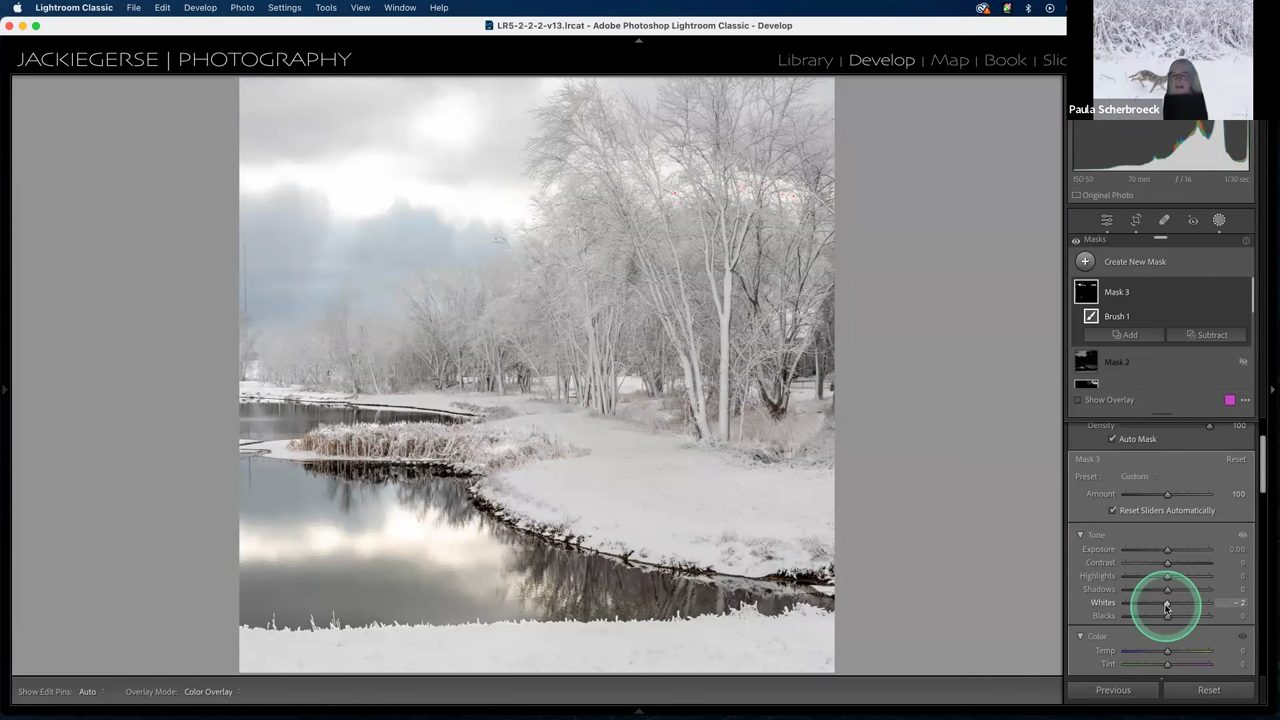 Lightroom Classic File Edit Develop Photo Settings Tools View Window Help
LR5-2-2-2-v13.lrcat - Adobe Photoshop Lightroom Classic - Develop
JACKIEGERSE | PHOTOGRAPHY
Library | Develop | Map | Book | Slic
Paula Scherbroeck
ISO 50 70 mm ƒ / 16 1/30 sec
Original Photo
Masks
Create New Mask
Mask 3
Brush 1
Add Subtract
Mask 2
Show Overlay
Density 100
Auto Mask
Mask 3 Reset
Preset : Custom
Amount 100
Reset Sliders Automatically
Tone
Exposure 0.00
Contrast 0
Highlights 0
Shadows 0
Whites – 2
Blacks 0
Color
Temp 0
Tint 0
Show Edit Pins: Auto Overlay Mode: Color Overlay
Previous Reset